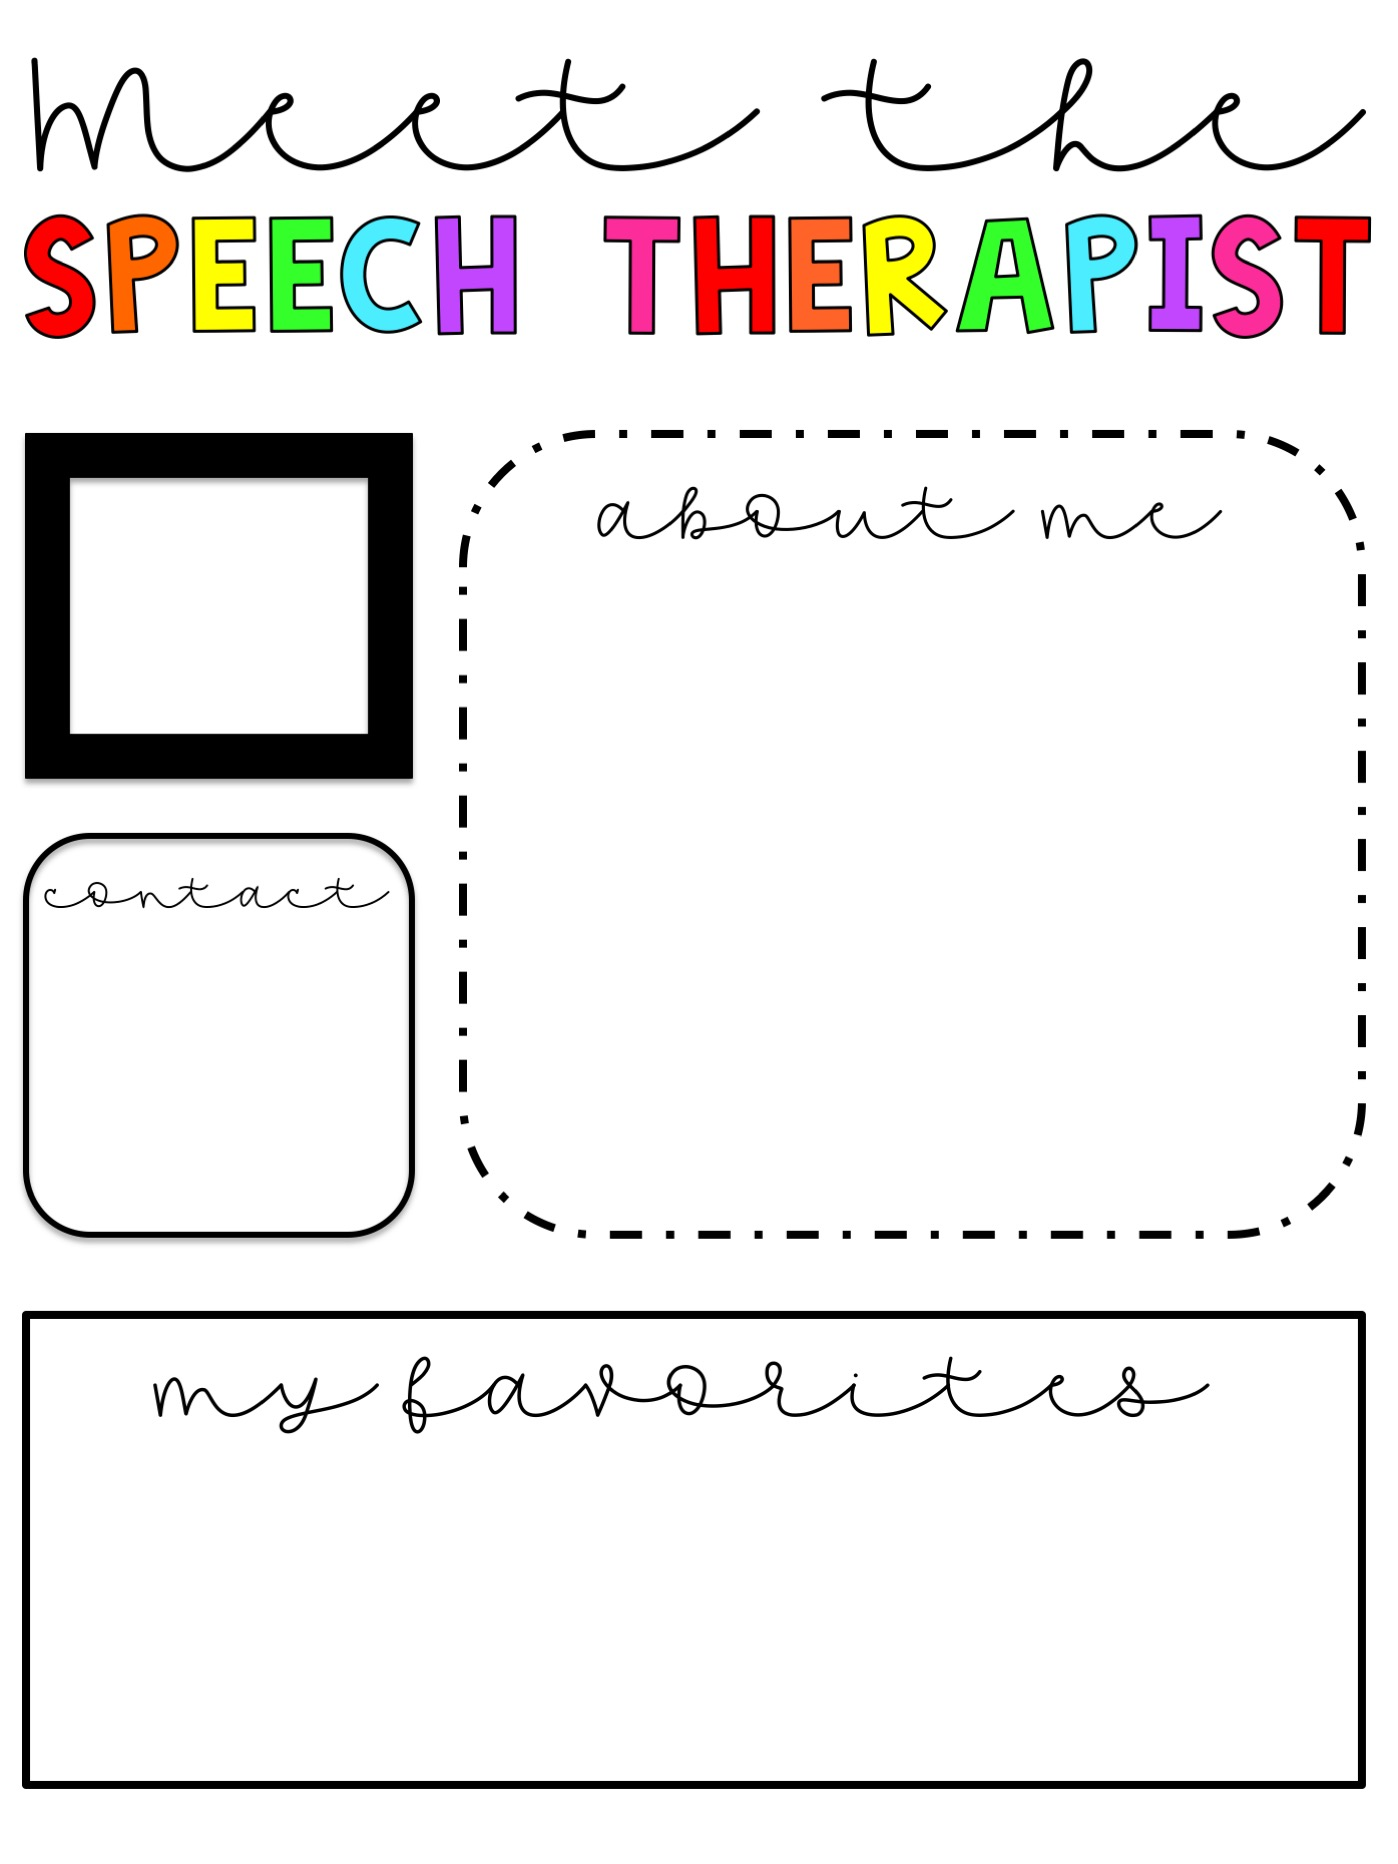 Meet the
SPEECH THERAPIST
about me
contact
my favorites